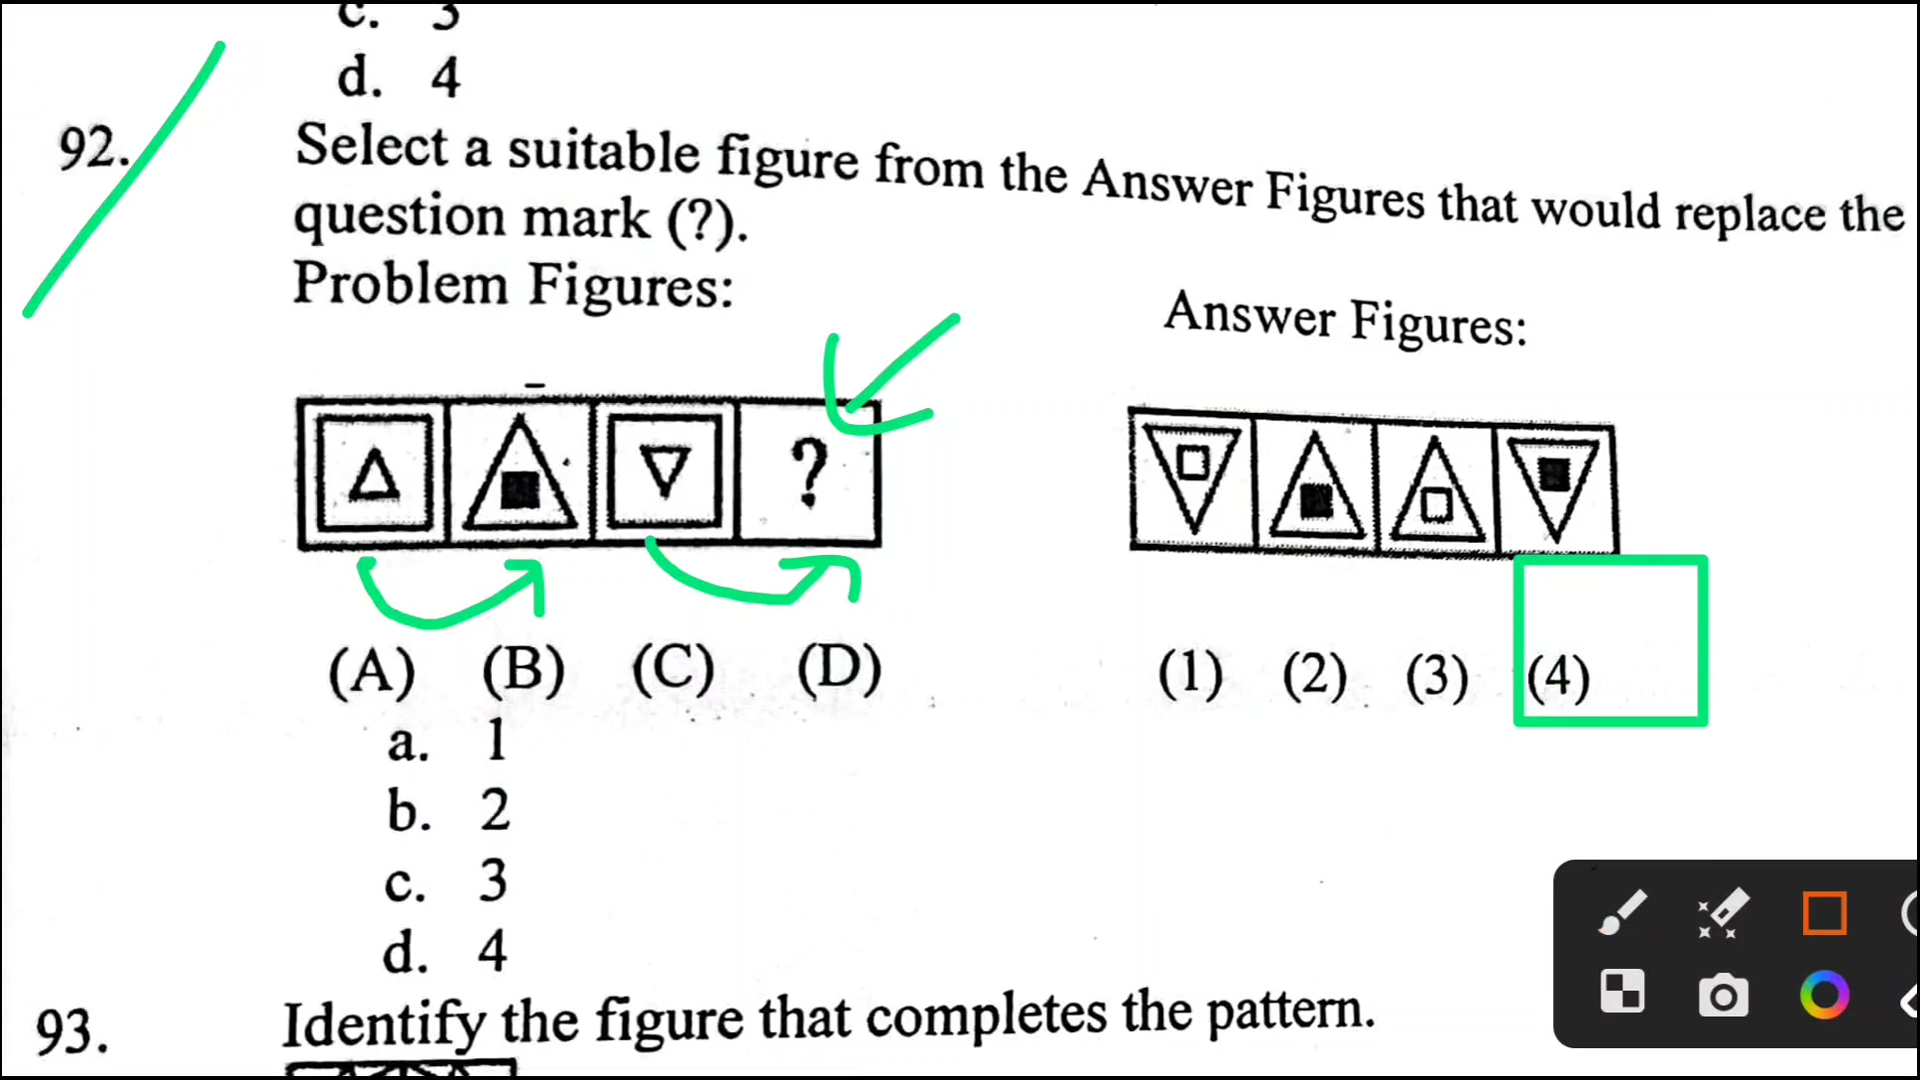 c. 3
d. 4
92. Select a suitable figure from the Answer Figures that would replace the
question mark (?).
Problem Figures:
Answer Figures:
?
(A) (B) (C) (D)
(1) (2) (3) (4)
a. 1
b. 2
c. 3
d. 4
93. Identify the figure that completes the pattern.